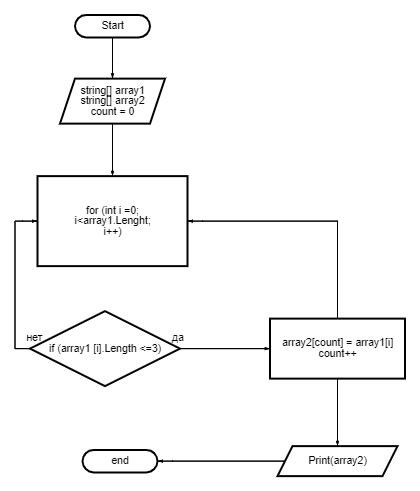 Start
string[] array1
string[] array2
count = 0
for (int i =0;
i<array1.Lenght;
i++)
нет
if (array1 [i].Length <=3)
да
array2[count] = array1[i]
count++
Print(array2)
end